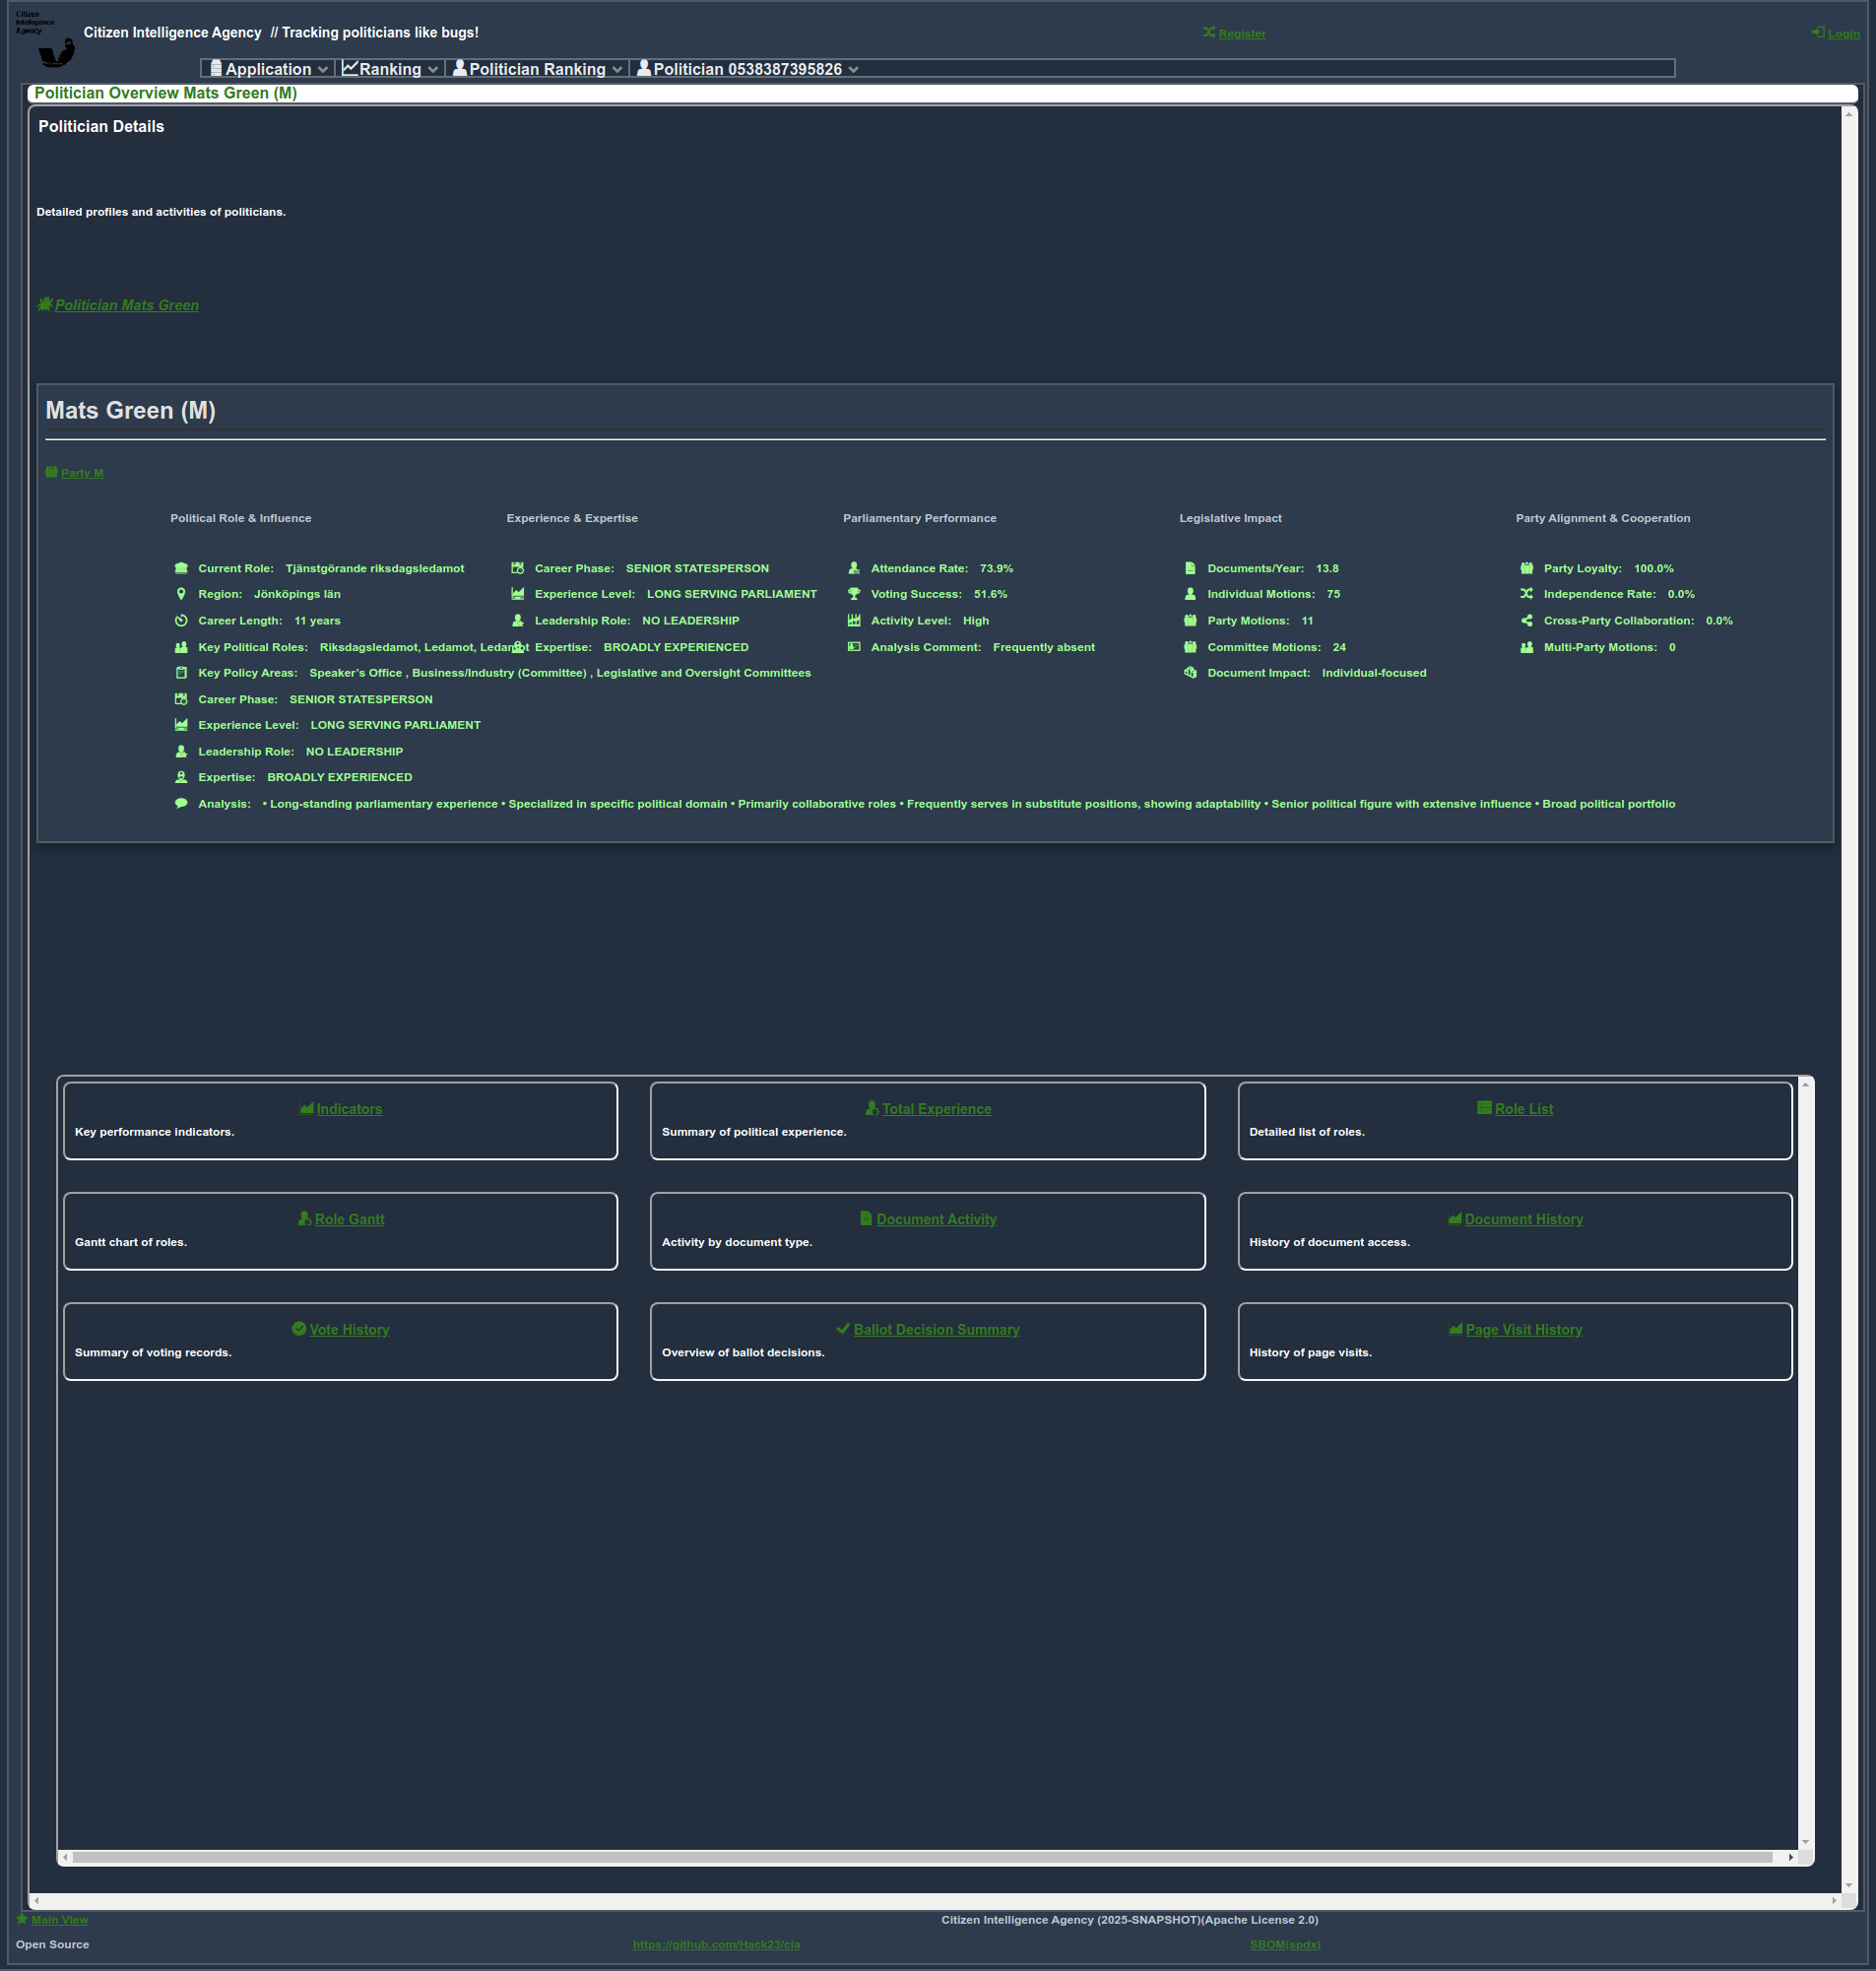 Citizen
Intelligence
Agency
Citizen Intelligence Agency // Tracking politicians like bugs!
Register
Login
Application
Ranking
Politician Ranking
Politician 0538387395826
Politician Overview Mats Green (M)
Politician Details
Detailed profiles and activities of politicians.
Politician Mats Green
Mats Green (M)
Party M
Political Role & Influence
Current Role: Tjänstgörande riksdagsledamot
Region: Jönköpings län
Career Length: 11 years
Key Political Roles: Riksdagsledamot, Ledamot, Ledamot
Key Policy Areas: Speaker's Office , Business/Industry (Committee) , Legislative and Oversight Committees
Career Phase: SENIOR STATESPERSON
Experience Level: LONG SERVING PARLIAMENT
Leadership Role: NO LEADERSHIP
Expertise: BROADLY EXPERIENCED
Analysis: • Long-standing parliamentary experience • Specialized in specific political domain • Primarily collaborative roles • Frequently serves in substitute positions, showing adaptability • Senior political figure with extensive influence • Broad political portfolio
Experience & Expertise
Career Phase: SENIOR STATESPERSON
Experience Level: LONG SERVING PARLIAMENT
Leadership Role: NO LEADERSHIP
Expertise: BROADLY EXPERIENCED
Parliamentary Performance
Attendance Rate: 73.9%
Voting Success: 51.6%
Activity Level: High
Analysis Comment: Frequently absent
Legislative Impact
Documents/Year: 13.8
Individual Motions: 75
Party Motions: 11
Committee Motions: 24
Document Impact: Individual-focused
Party Alignment & Cooperation
Party Loyalty: 100.0%
Independence Rate: 0.0%
Cross-Party Collaboration: 0.0%
Multi-Party Motions: 0
Indicators
Key performance indicators.
Total Experience
Summary of political experience.
Role List
Detailed list of roles.
Role Gantt
Gantt chart of roles.
Document Activity
Activity by document type.
Document History
History of document access.
Vote History
Summary of voting records.
Ballot Decision Summary
Overview of ballot decisions.
Page Visit History
History of page visits.
Main View
Citizen Intelligence Agency (2025-SNAPSHOT)(Apache License 2.0)
Open Source
https://github.com/Hack23/cia
SBOM(spdx)